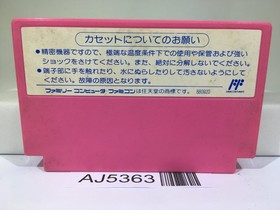 カセットについてのお願い
●精密機器ですので、極端な温度条件下での使用や保管および強い
ショックをさけてください。また、絶対に分解しないでください。
●端子部に手を触れたり、水にぬらしたりして汚さないようにして
ください。故障の原因となります。
ファミリーコンピュータ・ファミコンは任天堂の商標です。
AJ5363